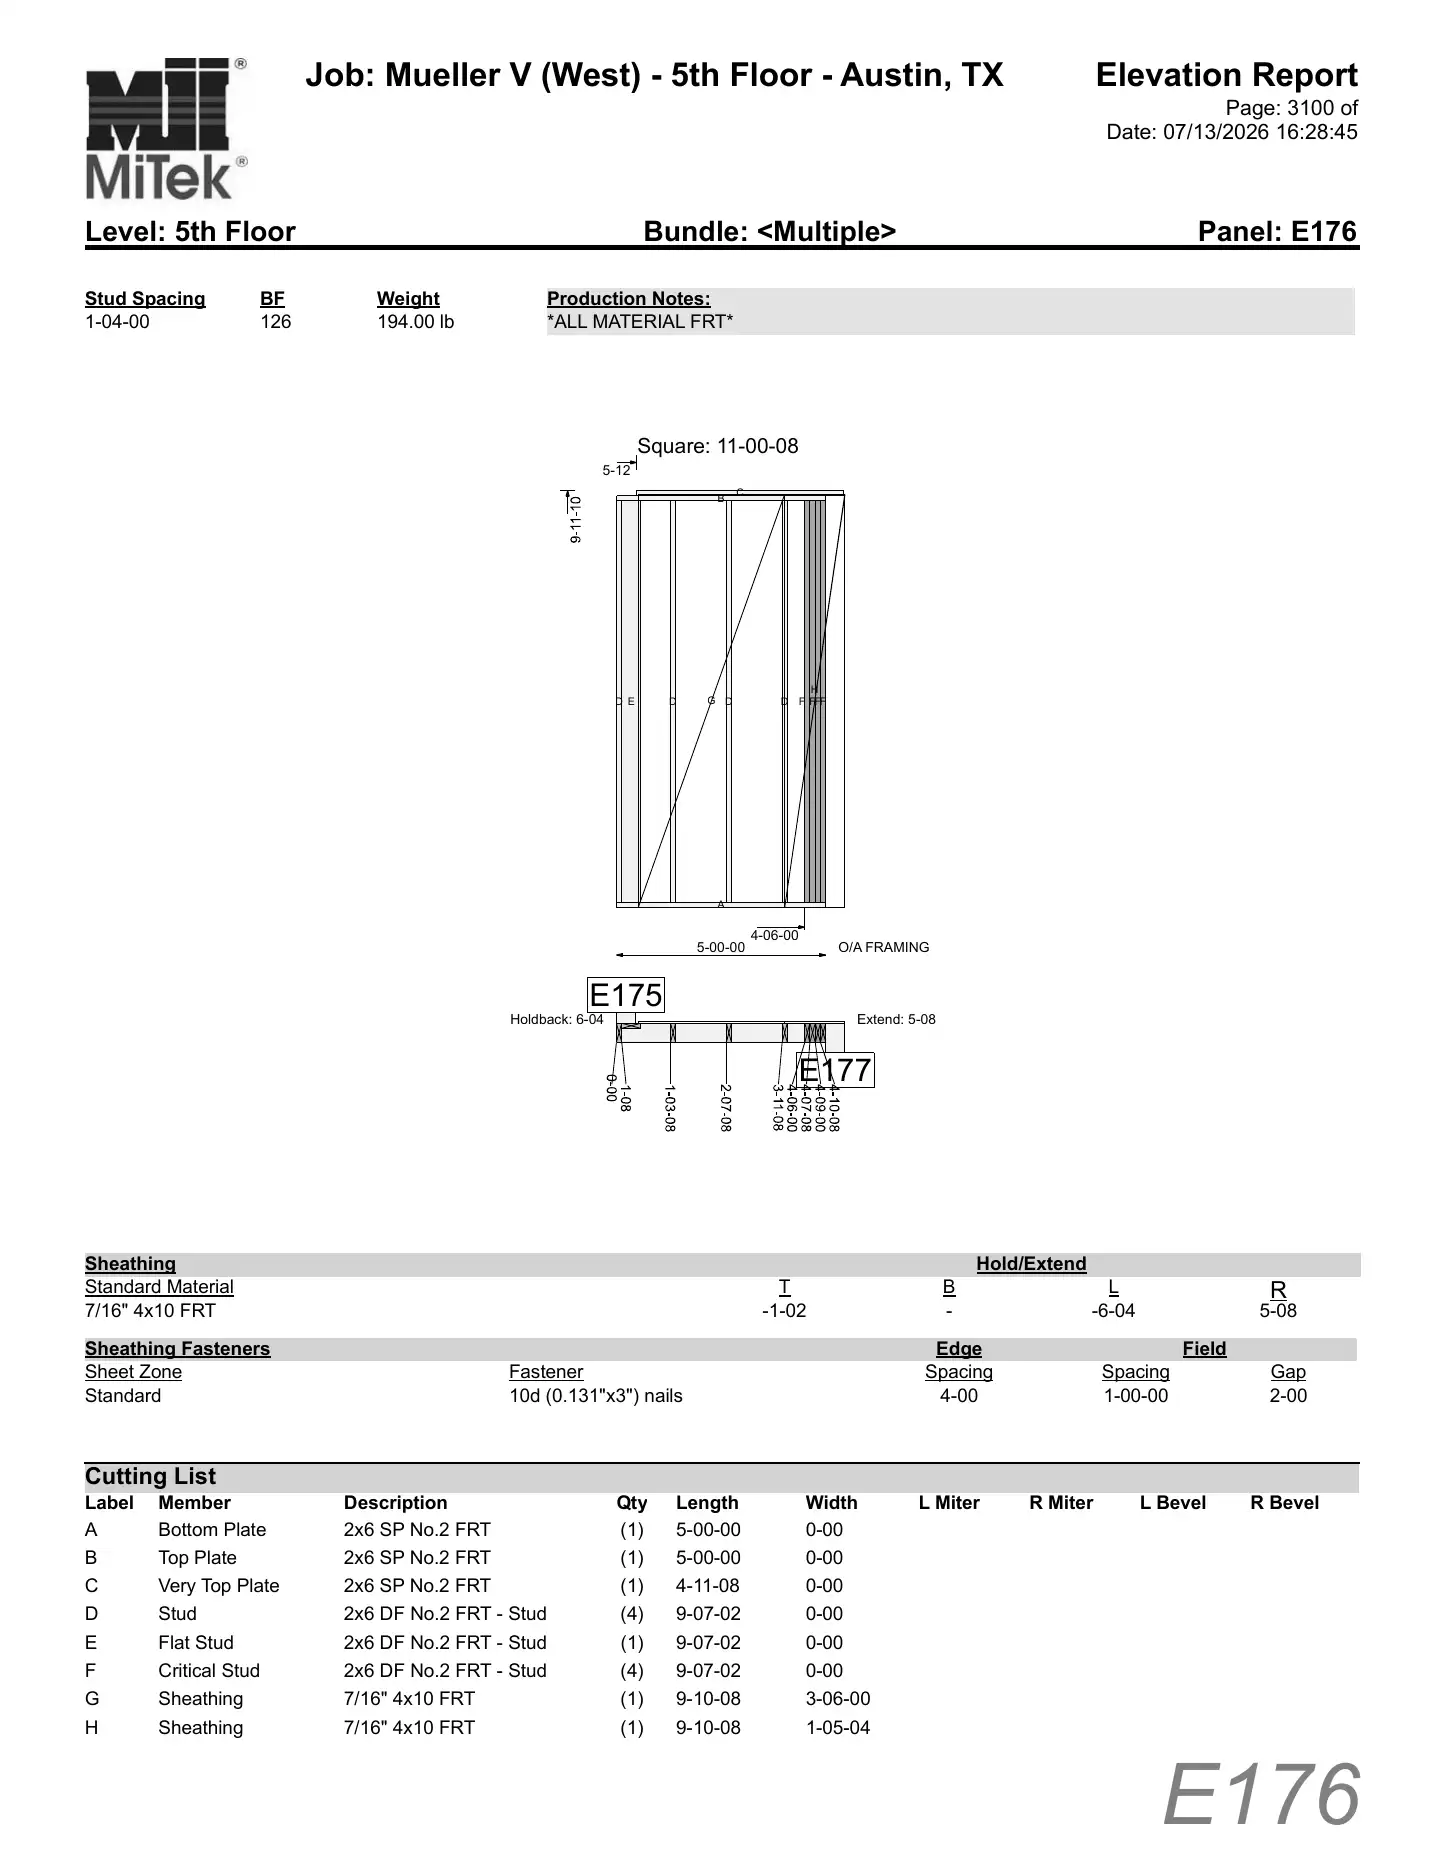 MiTek®
Job: Mueller V (West) - 5th Floor - Austin, TX
Elevation Report
Page: 3100 of
Date: 07/13/2026 16:28:45
Level: 5th Floor Bundle: <Multiple> Panel: E176
Stud Spacing BF Weight Production Notes:
1-04-00 126 194.00 lb *ALL MATERIAL FRT*
Square: 11-00-08
5-12
9-11-10
C
B
H
D E D G D D F F F F
A
4-06-00
5-00-00 O/A FRAMING
E175
Holdback: 6-04 Extend: 5-08
E177
0-00 1-08 1-03-08 2-07-08 3-11-08 4-06-00 4-07-08 4-09-00 4-10-08
Sheathing Hold/Extend
Standard Material T B L R
7/16" 4x10 FRT -1-02 - -6-04 5-08
Sheathing Fasteners Edge Field
Sheet Zone Fastener Spacing Spacing Gap
Standard 10d (0.131"x3") nails 4-00 1-00-00 2-00
Cutting List
Label Member Description Qty Length Width L Miter R Miter L Bevel R Bevel
A Bottom Plate 2x6 SP No.2 FRT (1) 5-00-00 0-00
B Top Plate 2x6 SP No.2 FRT (1) 5-00-00 0-00
C Very Top Plate 2x6 SP No.2 FRT (1) 4-11-08 0-00
D Stud 2x6 DF No.2 FRT - Stud (4) 9-07-02 0-00
E Flat Stud 2x6 DF No.2 FRT - Stud (1) 9-07-02 0-00
F Critical Stud 2x6 DF No.2 FRT - Stud (4) 9-07-02 0-00
G Sheathing 7/16" 4x10 FRT (1) 9-10-08 3-06-00
H Sheathing 7/16" 4x10 FRT (1) 9-10-08 1-05-04
E176